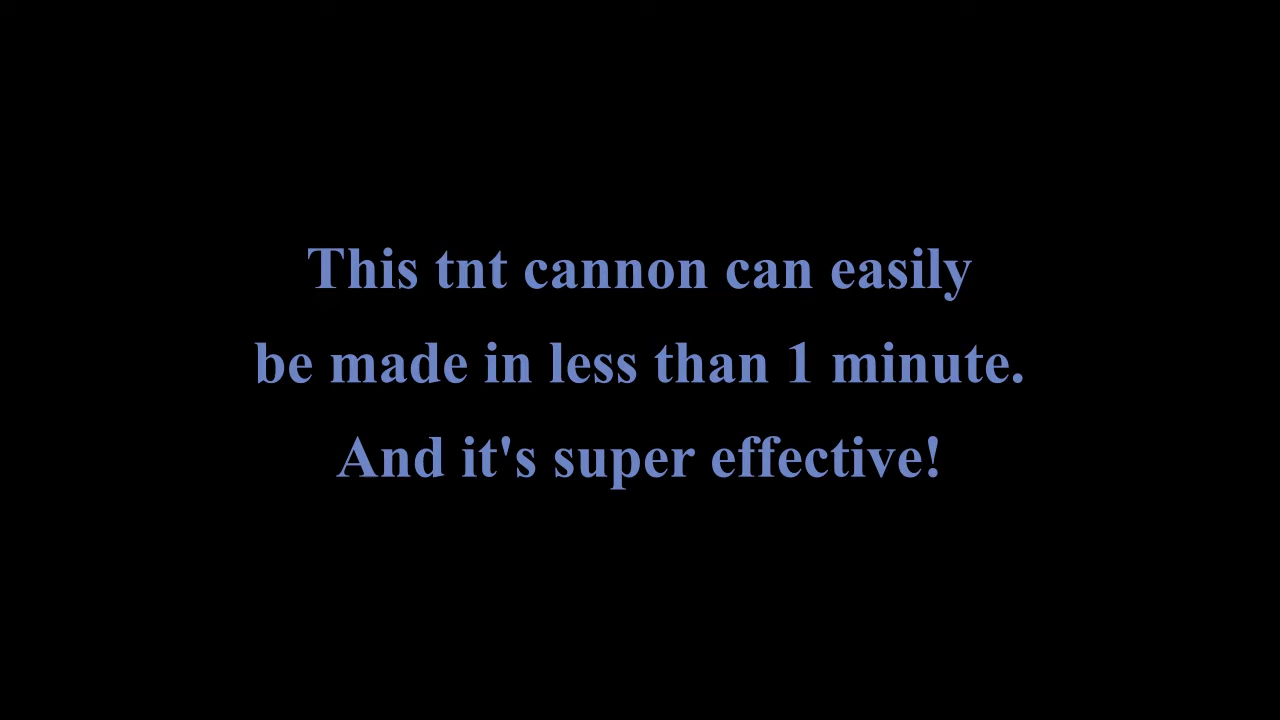 This tnt cannon can easily
be made in less than 1 minute.
And it's super effective!